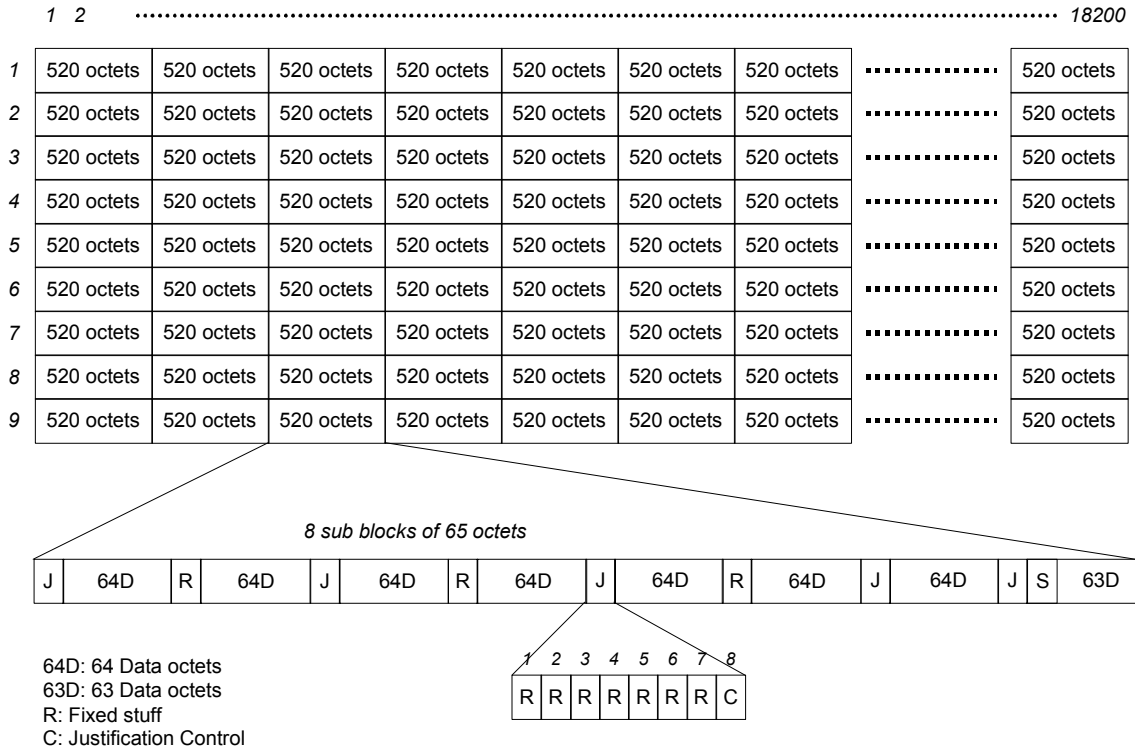 1 2 18200
1 520 octets 520 octets 520 octets 520 octets 520 octets 520 octets 520 octets 520 octets
2 520 octets 520 octets 520 octets 520 octets 520 octets 520 octets 520 octets 520 octets
3 520 octets 520 octets 520 octets 520 octets 520 octets 520 octets 520 octets 520 octets
4 520 octets 520 octets 520 octets 520 octets 520 octets 520 octets 520 octets 520 octets
5 520 octets 520 octets 520 octets 520 octets 520 octets 520 octets 520 octets 520 octets
6 520 octets 520 octets 520 octets 520 octets 520 octets 520 octets 520 octets 520 octets
7 520 octets 520 octets 520 octets 520 octets 520 octets 520 octets 520 octets 520 octets
8 520 octets 520 octets 520 octets 520 octets 520 octets 520 octets 520 octets 520 octets
9 520 octets 520 octets 520 octets 520 octets 520 octets 520 octets 520 octets 520 octets
8 sub blocks of 65 octets
J 64D R 64D J 64D R 64D J 64D R 64D J 64D J S 63D
1 2 3 4 5 6 7 8
R R R R R R R C
64D: 64 Data octets
63D: 63 Data octets
R: Fixed stuff
C: Justification Control